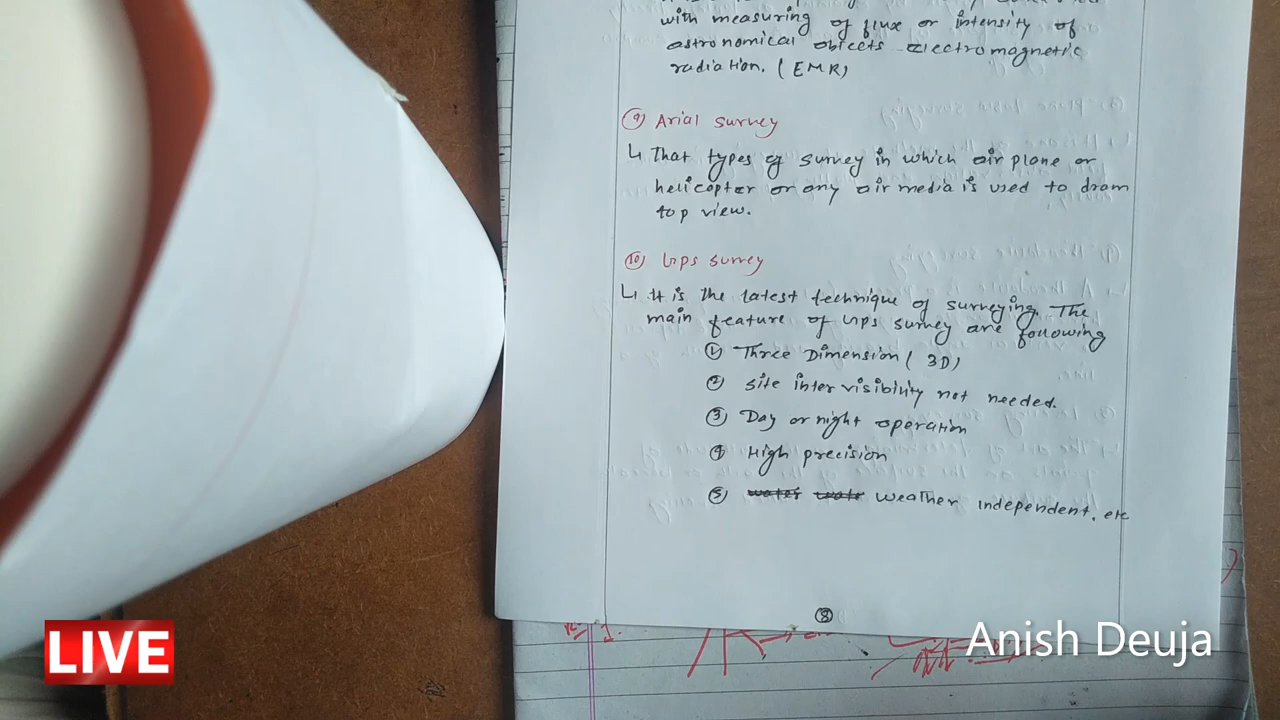 with measuring of flux or intensity of
astronomical objects electromagnetic
radiation. (EMR)
⑨ Arial survey
↳ That types of survey in which air plane or
helicopter or any air media is used to dram
top view.
⑩ Gps survey
↳ It is the latest technique of surveying. The
main feature of Gps survey are following
① Three Dimension ( 3D)
② site inter visibility not needed.
③ Day or night operation
④ High precision
⑤ weather independent. etc
⑧
LIVE
Anish Deuja